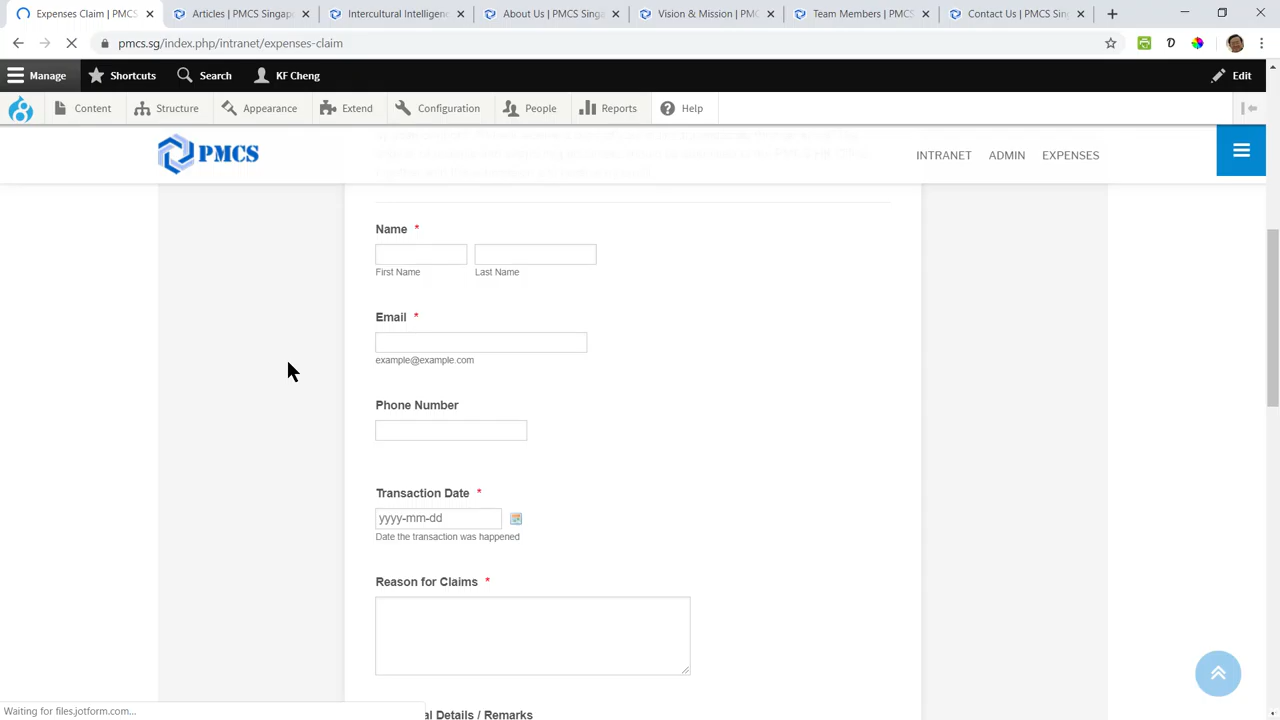 Expenses Claim | PMCS
Articles | PMCS Singap
Intercultural Intelligenc
About Us | PMCS Singa
Vision & Mission | PMC
Team Members | PMCS
Contact Us | PMCS Sin
pmcs.sg/index.php/intranet/expenses-claim
Manage
Shortcuts
Search
KF Cheng
Edit
Content
Structure
Appearance
Extend
Configuration
People
Reports
Help
PMCS
INTRANET
ADMIN
EXPENSES
Name *
First Name
Last Name
Email *
example@example.com
Phone Number
Transaction Date *
yyyy-mm-dd
Date the transaction was happened
Reason for Claims *
al Details / Remarks
Waiting for files.jotform.com...